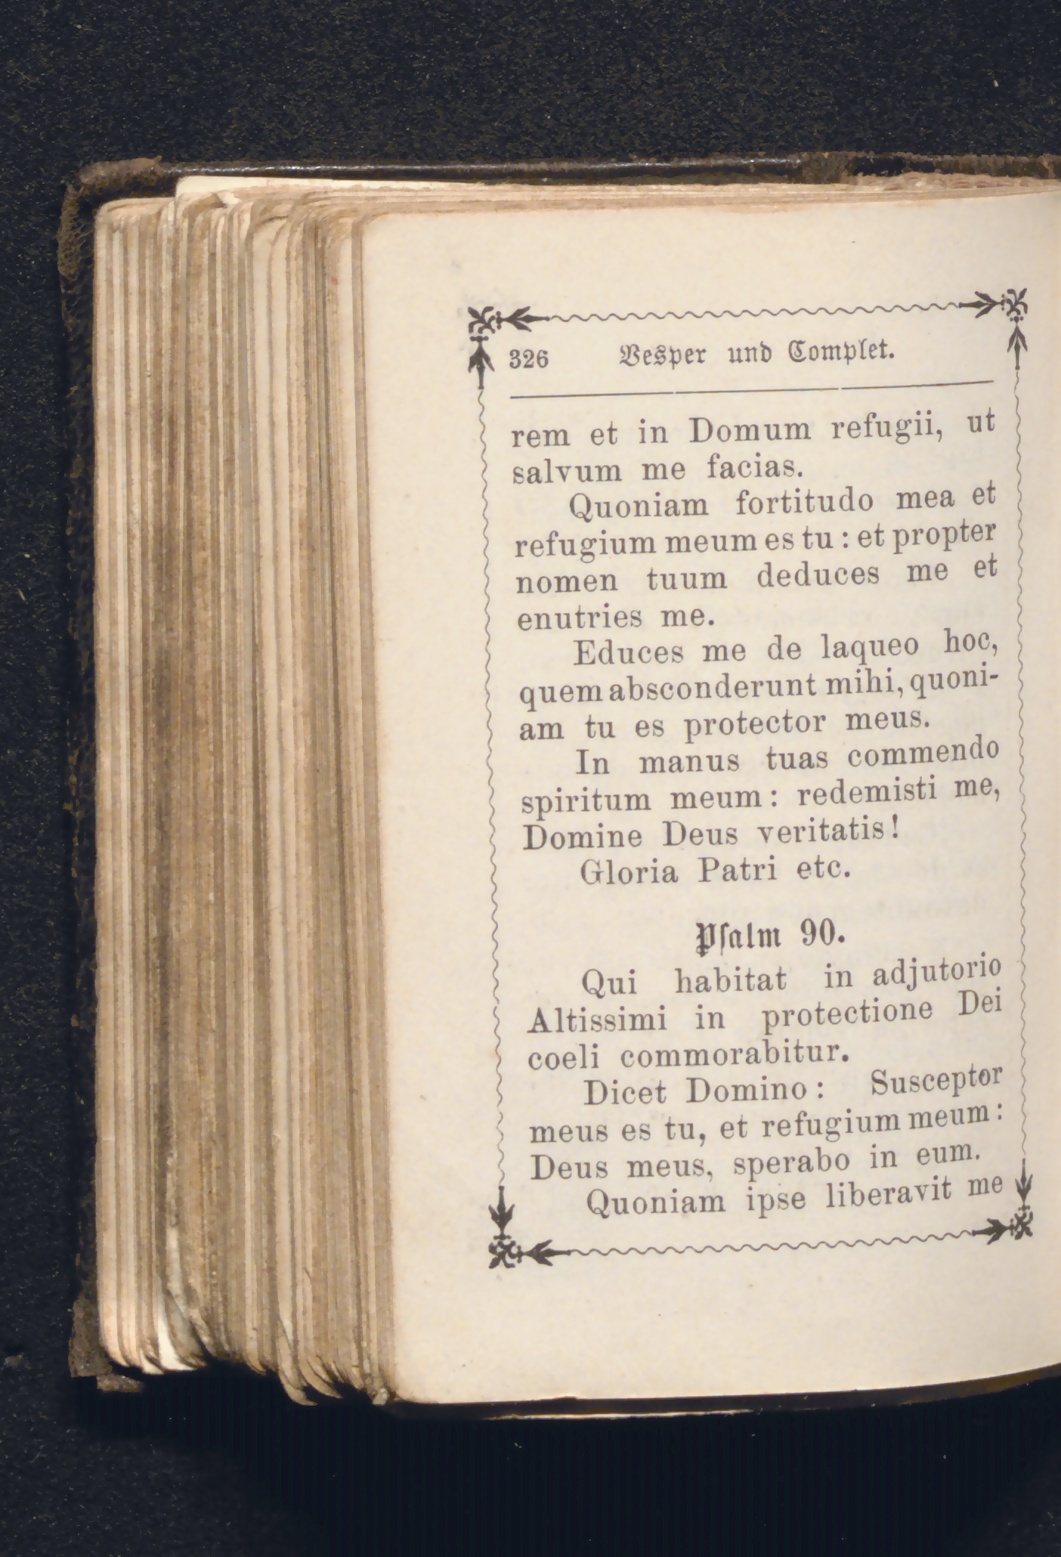 326 Vesper und Complet.
rem et in Domum refugii, ut
salvum me facias.
Quoniam fortitudo mea et
refugium meum es tu : et propter
nomen tuum deduces me et
enutries me.
Educes me de laqueo hoc,
quem absconderunt mihi, quoni-
am tu es protector meus.
In manus tuas commendo
spiritum meum : redemisti me,
Domine Deus veritatis!
Gloria Patri etc.
Pſalm 90.
Qui habitat in adjutorio
Altissimi in protectione Dei
coeli commorabitur.
Dicet Domino : Susceptor
meus es tu, et refugium meum :
Deus meus, sperabo in eum.
Quoniam ipse liberavit me